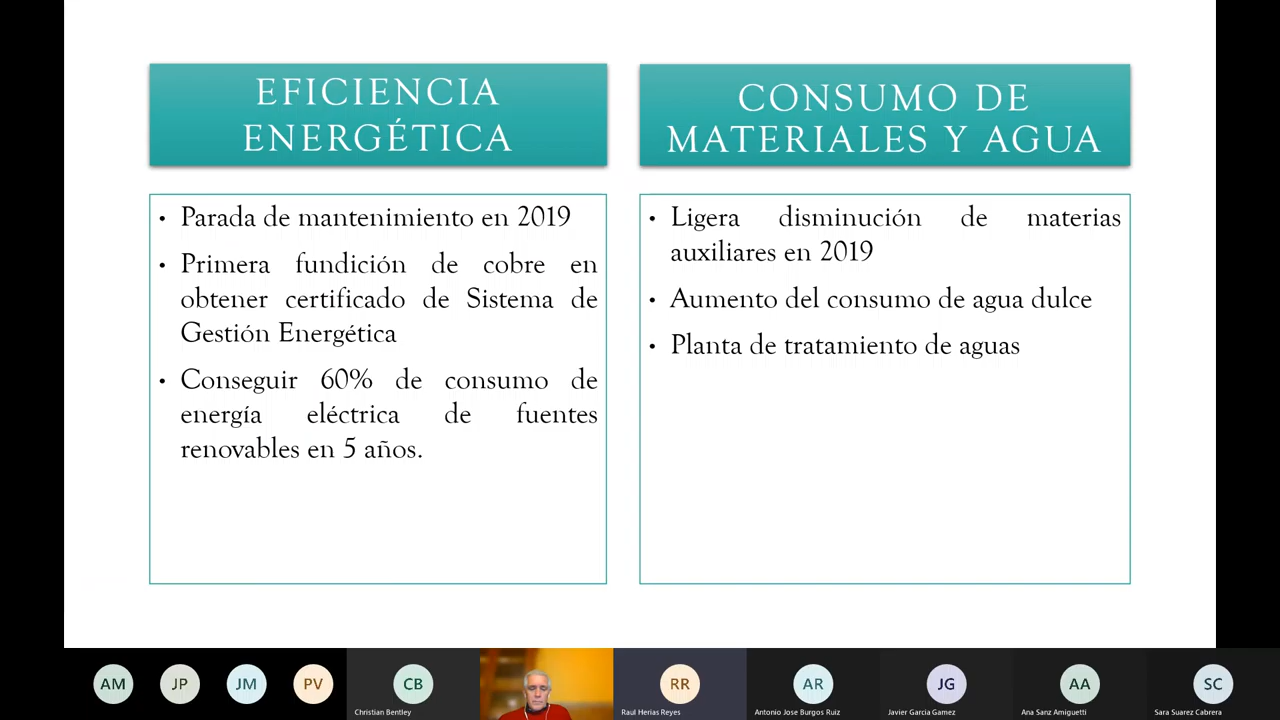 EFICIENCIA
ENERGÉTICA
• Parada de mantenimiento en 2019
• Primera fundición de cobre en
obtener certificado de Sistema de
Gestión Energética
• Conseguir 60% de consumo de
energía eléctrica de fuentes
renovables en 5 años.
CONSUMO DE
MATERIALES Y AGUA
• Ligera disminución de materias
auxiliares en 2019
• Aumento del consumo de agua dulce
• Planta de tratamiento de aguas
AM
JP
JM
PV
CB
Christian Bentley
RR
Raul Herias Reyes
AR
Antonio Jose Burgos Ruiz
JG
Javier Garcia Gamez
AA
Ana Sanz Amiguetti
SC
Sara Suarez Cabrera